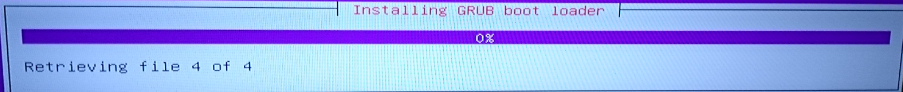 Installing GRUB boot loader
0%
Retrieving file 4 of 4